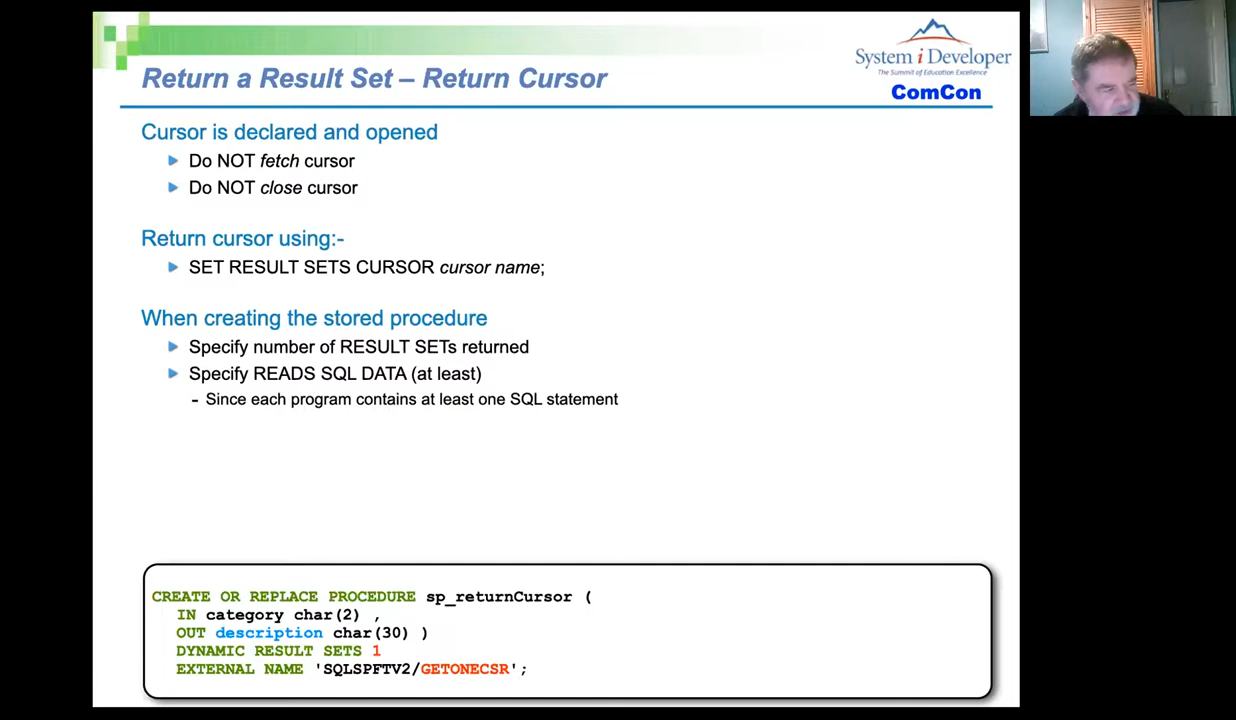 Return a Result Set – Return Cursor
System i Developer
The Summit of Education Excellence
ComCon
Cursor is declared and opened
Do NOT fetch cursor
Do NOT close cursor
Return cursor using:-
SET RESULT SETS CURSOR cursor name;
When creating the stored procedure
Specify number of RESULT SETs returned
Specify READS SQL DATA (at least)
- Since each program contains at least one SQL statement
CREATE OR REPLACE PROCEDURE sp_returnCursor (
IN category char(2) ,
OUT description char(30) )
DYNAMIC RESULT SETS 1
EXTERNAL NAME 'SQLSPFTV2/GETONECSR';